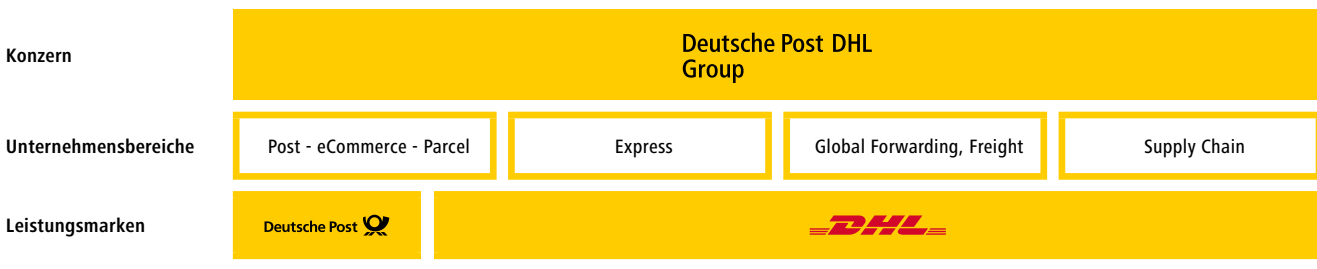 Konzern
Deutsche Post DHL
Group
Unternehmensbereiche
Post - eCommerce - Parcel
Express
Global Forwarding, Freight
Supply Chain
Leistungsmarken
Deutsche Post
DHL